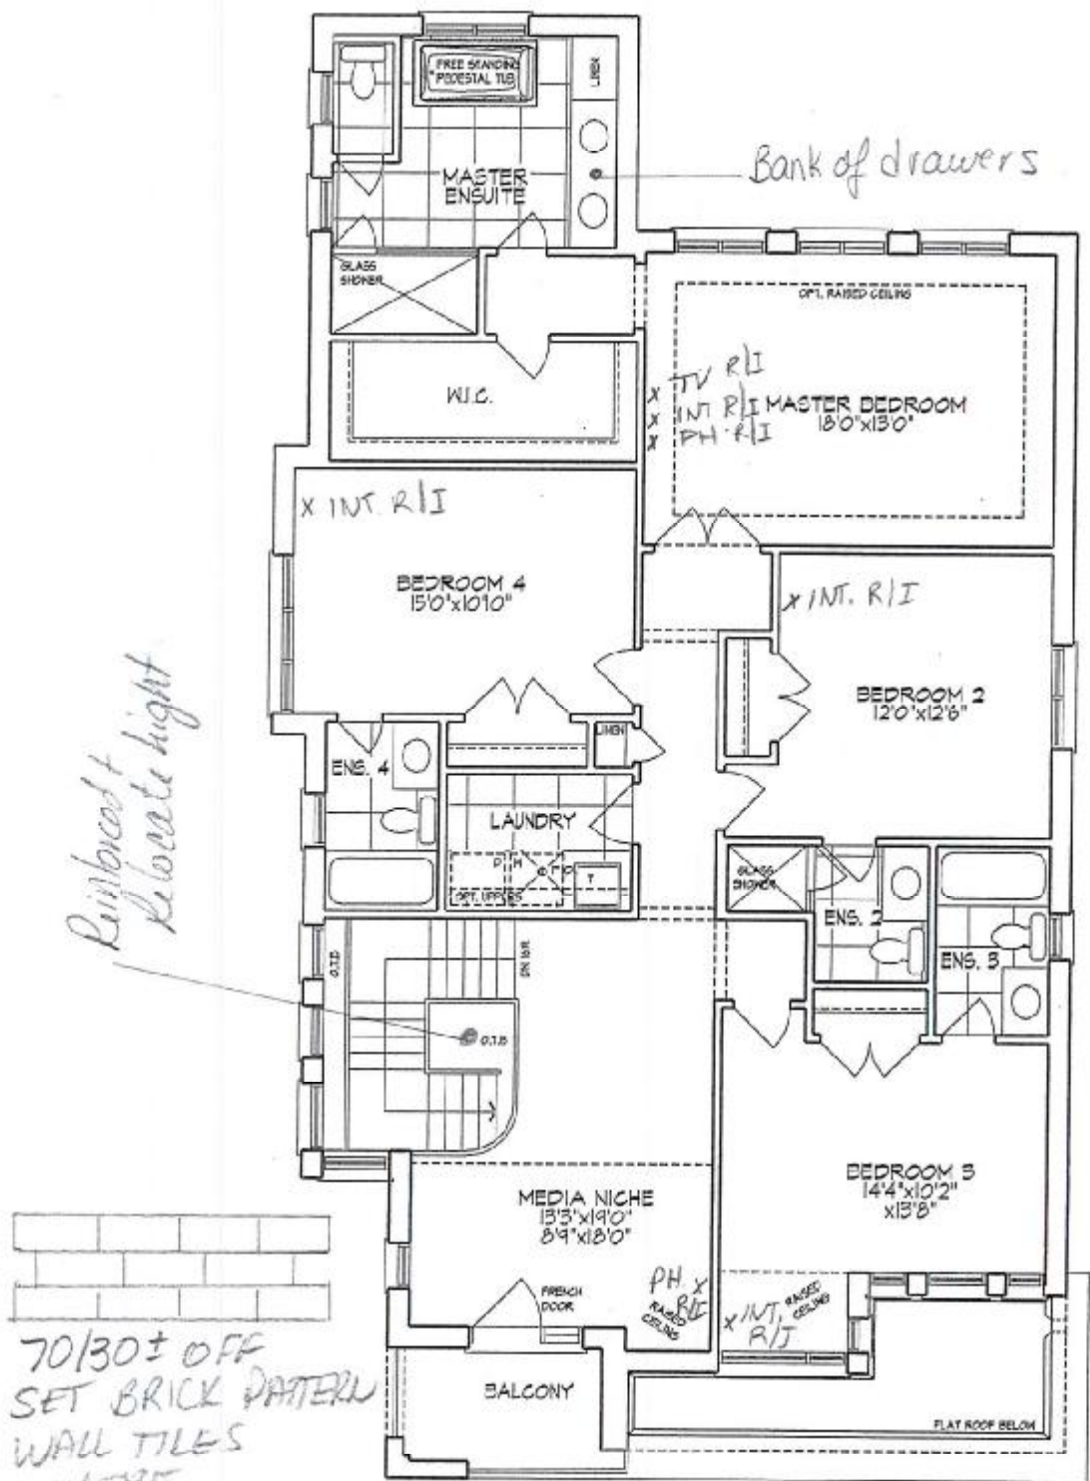 FREE STANDING
PEDESTAL TUB
LINEN
Bank of drawers
MASTER
ENSUITE
GLASS
SHOWER
OPT. RAISED CEILING
TV R/I
INT R/I
PH R/I
MASTER BEDROOM
18'0"x13'0"
W.I.C.
x INT. R/I
BEDROOM 4
15'0"x10'10"
x INT. R/I
BEDROOM 2
12'0"x12'6"
Reinforced +
Relocate light
LINEN
ENS. 4
LAUNDRY
D
W
T
OPT. UPPERS
GLASS
SHOWER
ENS. 2
ENS. 3
O.T.B
DN 16R
O.T.B
MEDIA NICHE
13'3"x19'0"
8'9"x18'0"
BEDROOM 3
14'4"x10'2"
x13'8"
FRENCH
DOOR
PH x
R/I
RAISED
CEILING
x INT.
R/I
RAISED
CEILING
BALCONY
FLAT ROOF BELOW
70/30± OFF
SET BRICK PATTERN
WALL TILES